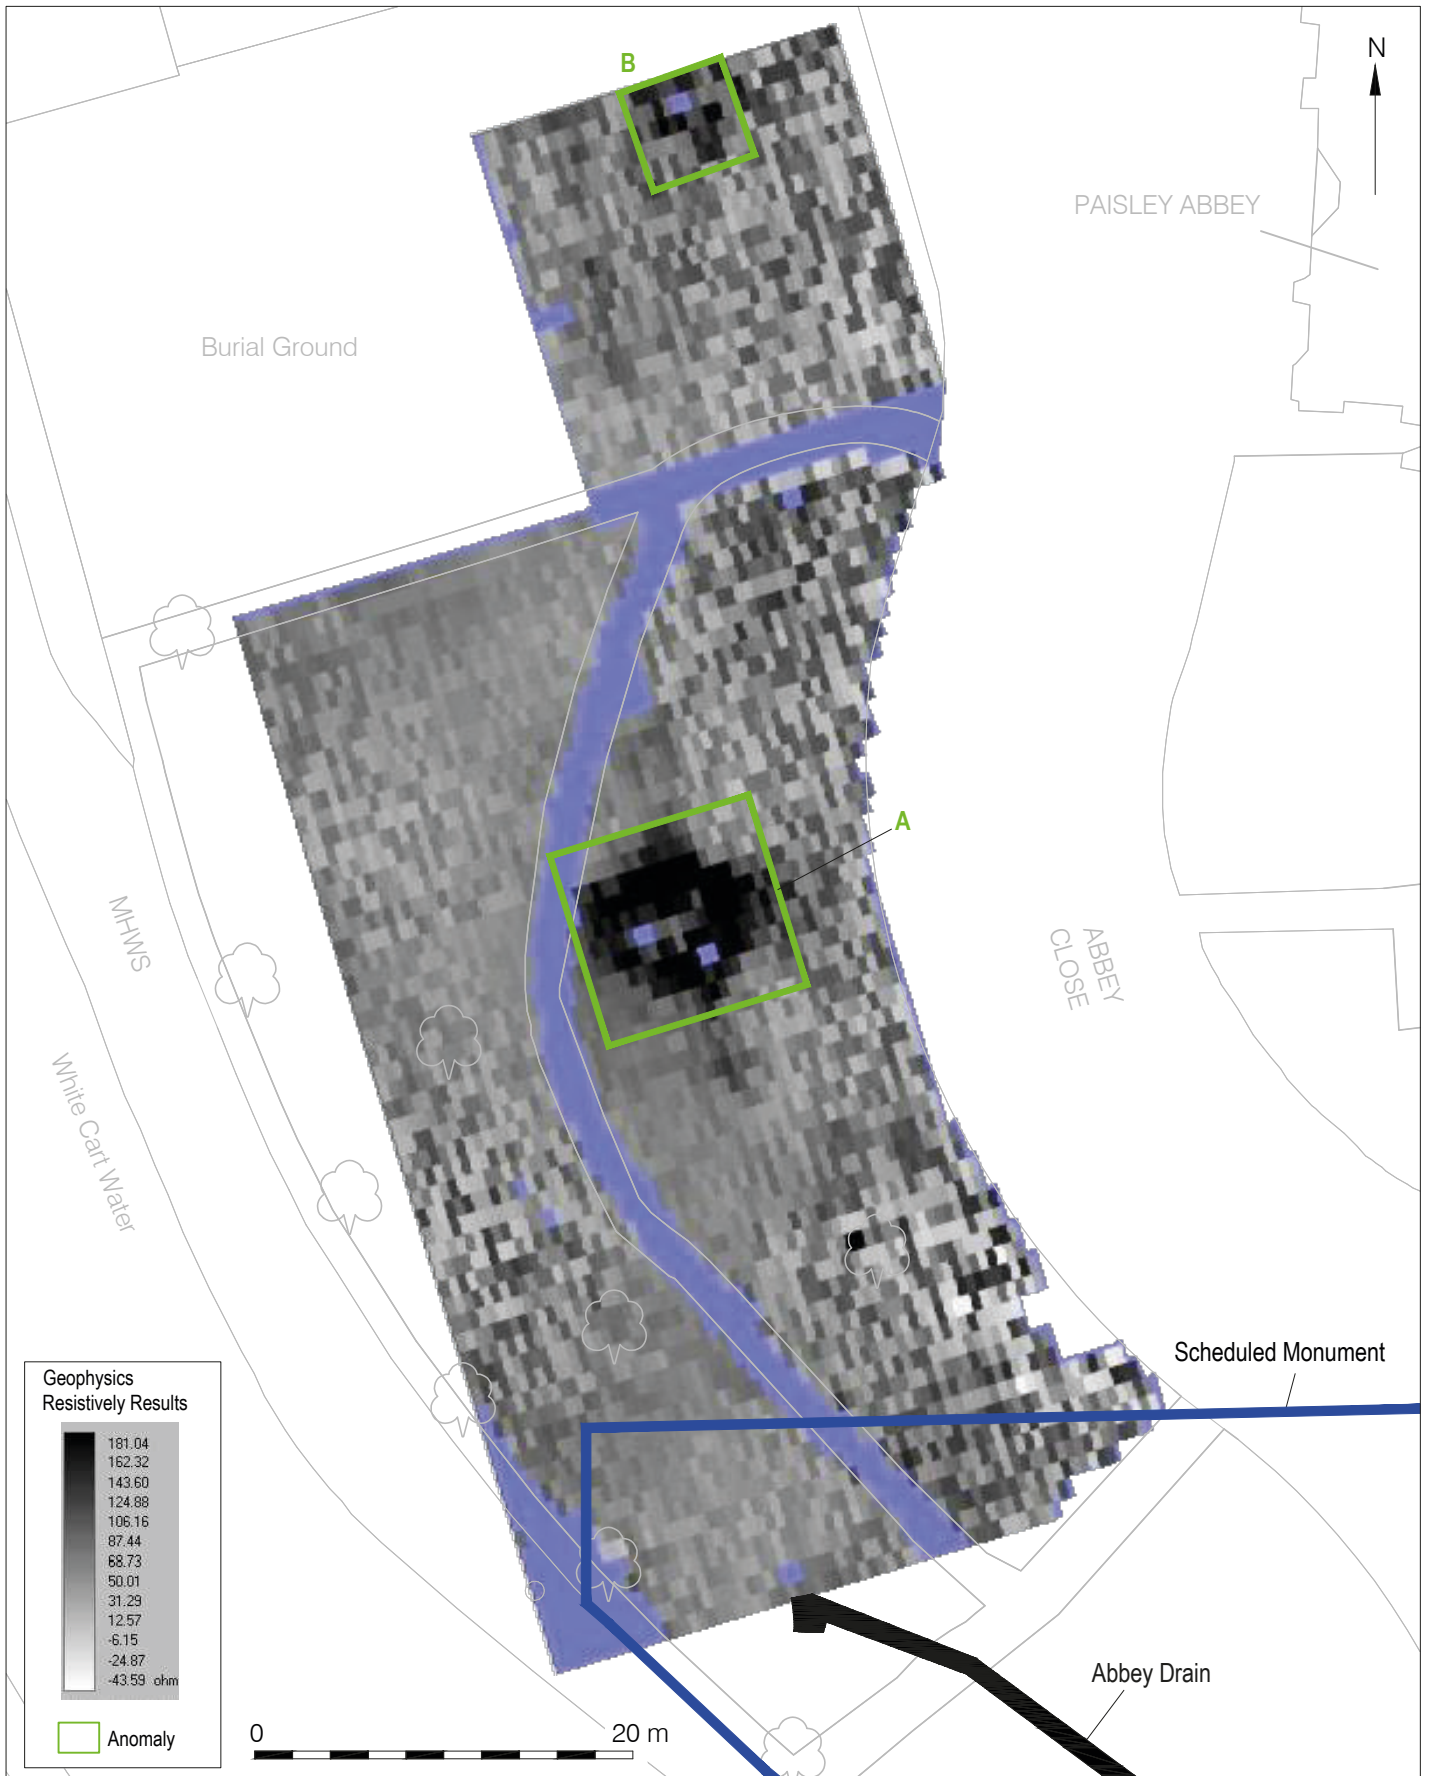 B
N
PAISLEY ABBEY
Burial Ground
A
MHWS
ABBEY
CLOSE
White Cart Water
Scheduled Monument
Geophysics
Resistively Results
181.04
162.32
143.60
124.88
106.16
87.44
68.73
50.01
31.29
12.57
-6.15
-24.87
-43.59 ohm
Anomaly
Abbey Drain
0 20 m